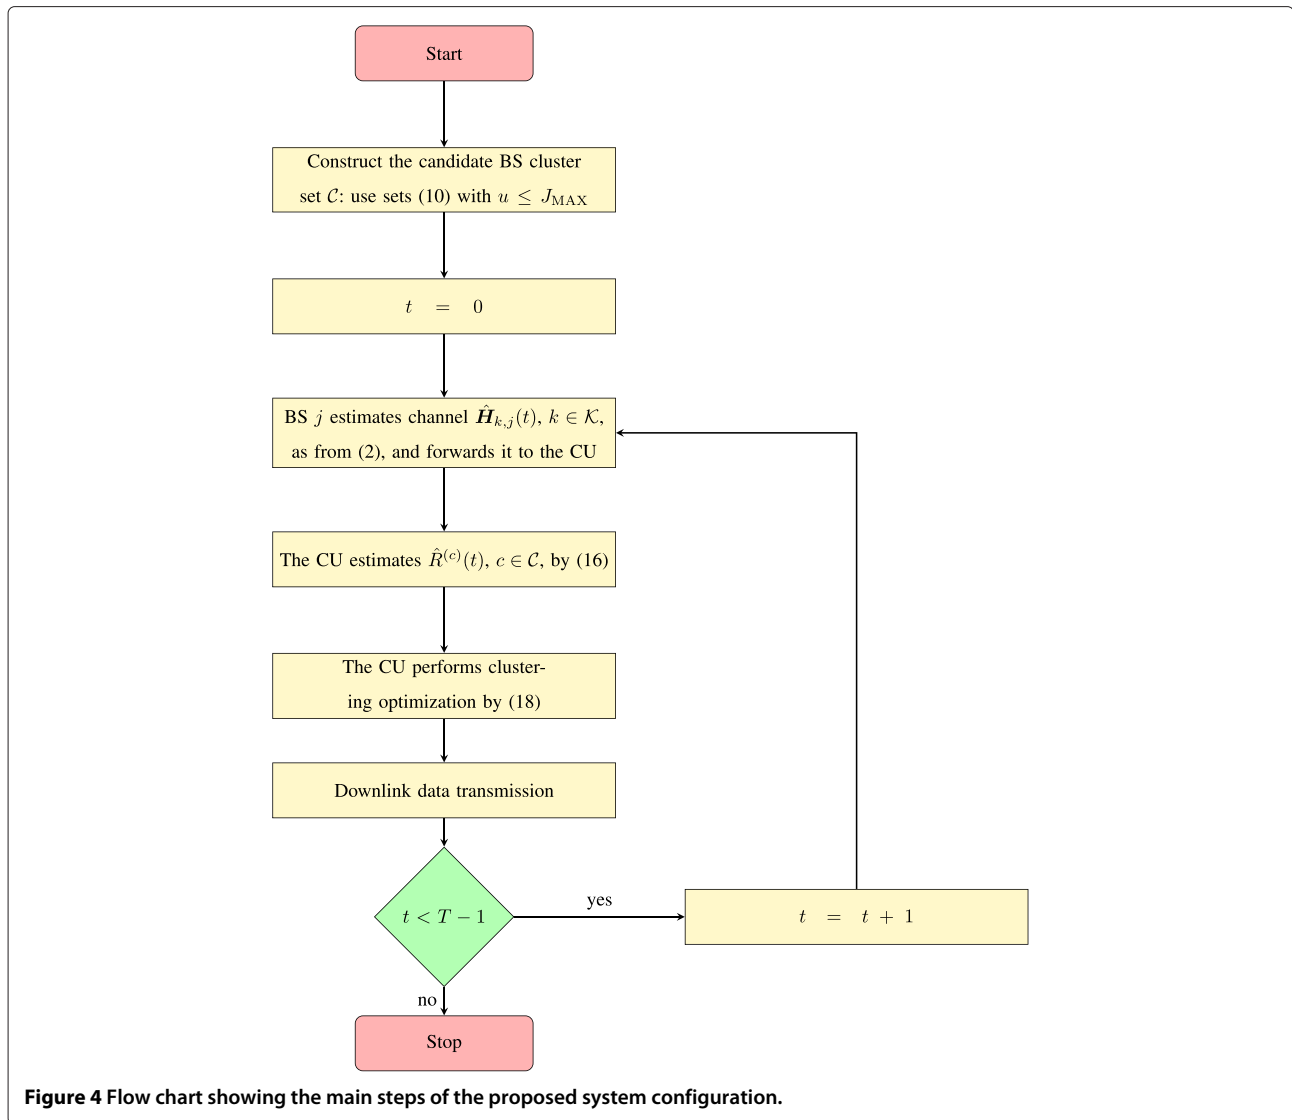 Start
Construct the candidate BS cluster
set 𝒞: use sets (10) with u ≤ J_MAX
t = 0
BS j estimates channel Ĥ_{k,j}(t), k ∈ 𝒦,
as from (2), and forwards it to the CU
The CU estimates R̂^{(c)}(t), c ∈ 𝒞, by (16)
The CU performs cluster-
ing optimization by (18)
Downlink data transmission
t < T − 1
yes
t = t + 1
no
Stop
Figure 4 Flow chart showing the main steps of the proposed system configuration.